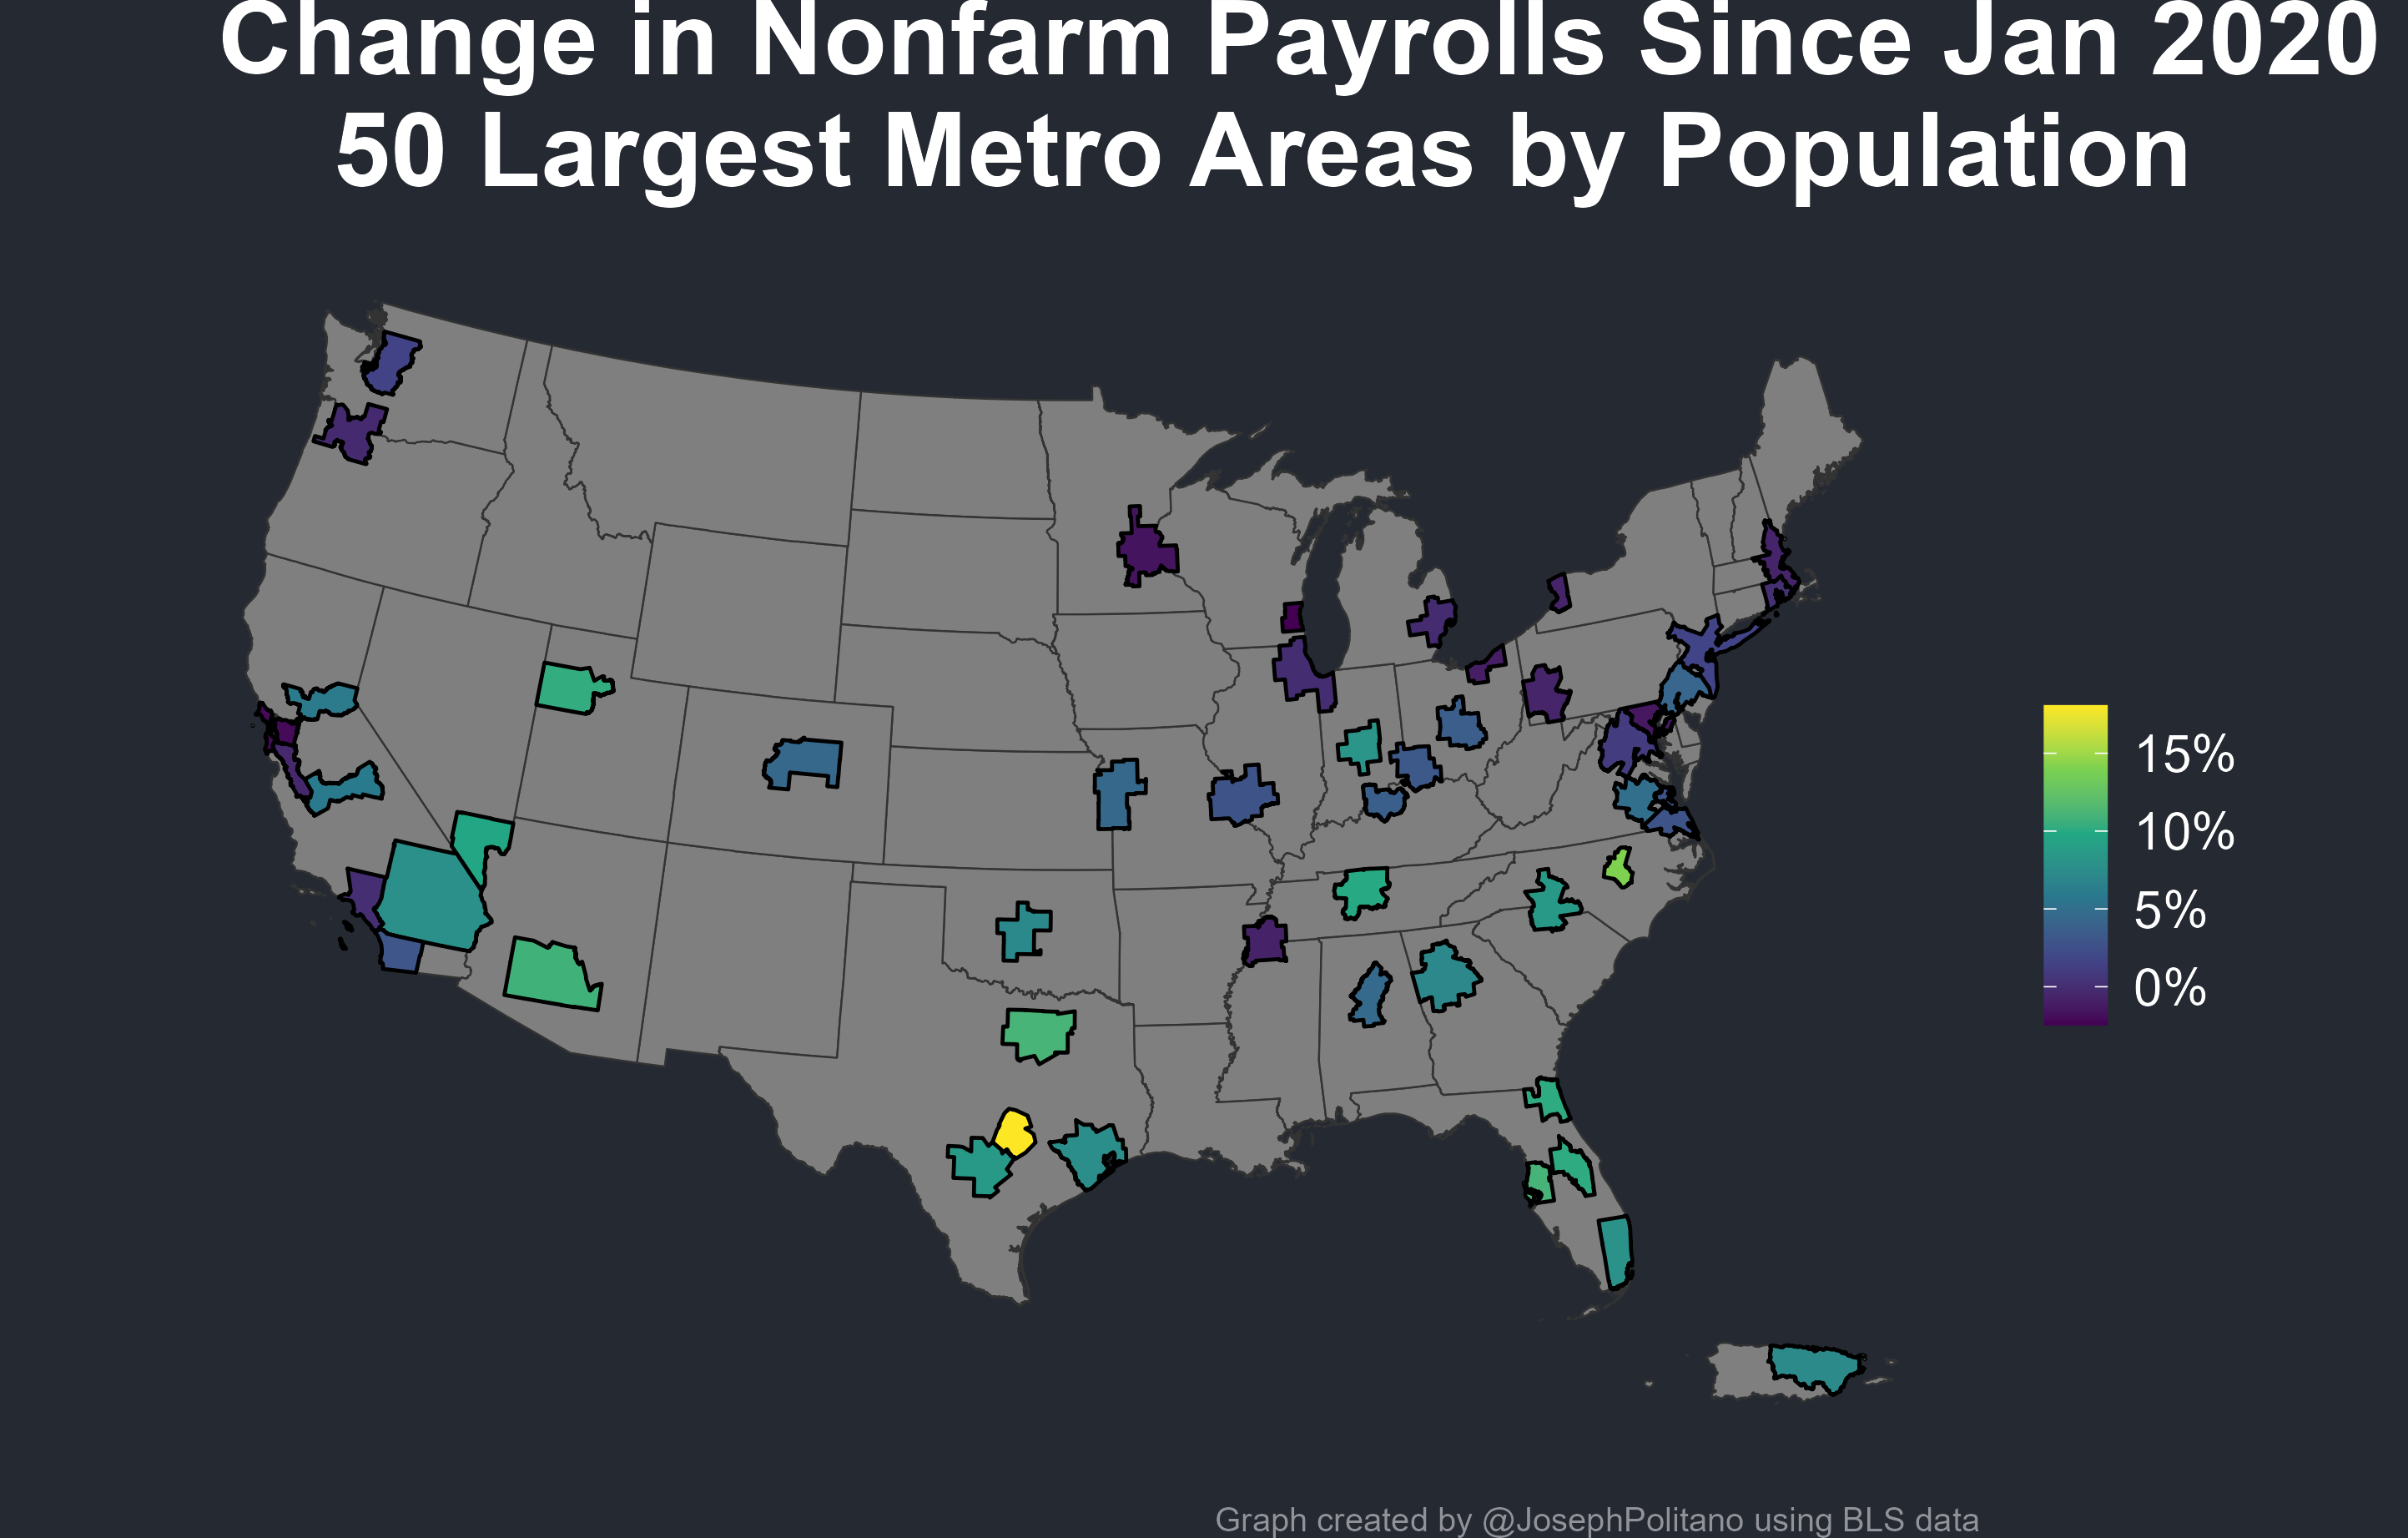 Change in Nonfarm Payrolls Since Jan 2020
50 Largest Metro Areas by Population
15%
10%
5%
0%
Graph created by @JosephPolitano using BLS data